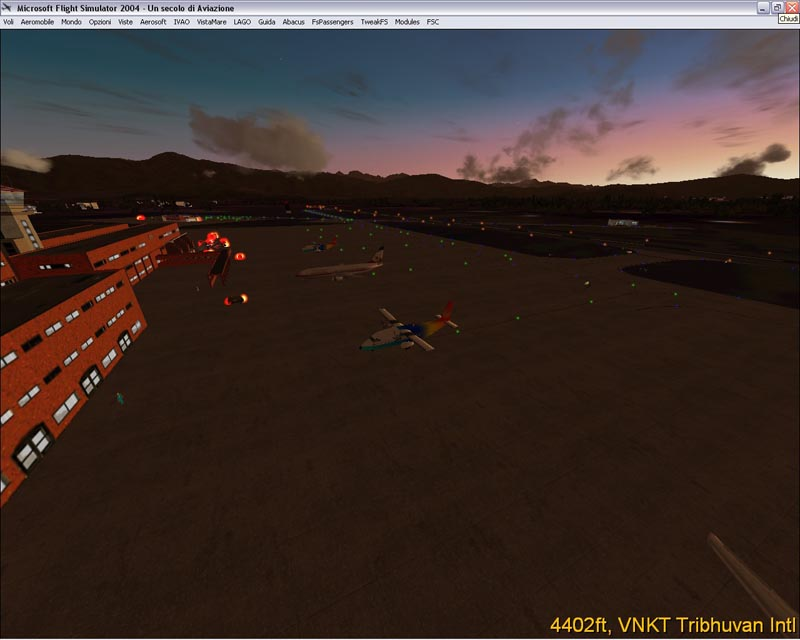 Microsoft Flight Simulator 2004 - Un secolo di Aviazione
Chiudi
Voli Aeromobile Mondo Opzioni Viste Aerosoft IVAO VistaMare LAGO Guida Abacus FsPassengers TweakFS Modules FSC
4402ft, VNKT Tribhuvan Intl